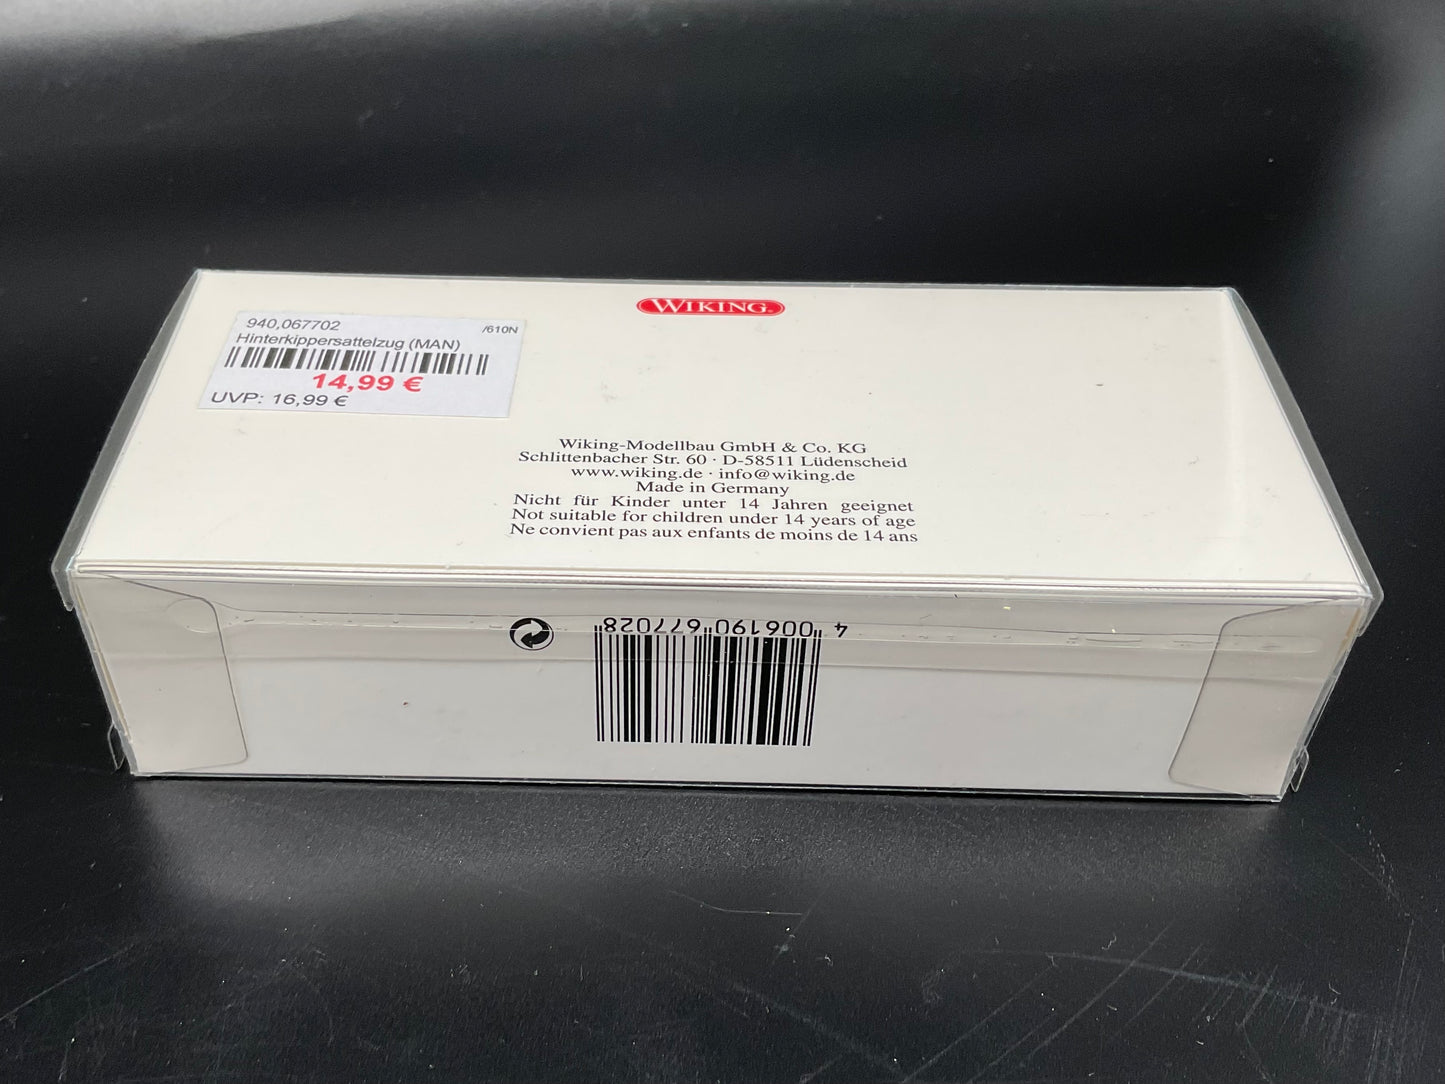 WIKING
940,067702 /610N
Hinterkippersattelzug (MAN)
14,99 €
UVP: 16,99 €
Wiking-Modellbau GmbH & Co. KG
Schlittenbacher Str. 60 · D-58511 Lüdenscheid
www.wiking.de · info@wiking.de
Made in Germany
Nicht für Kinder unter 14 Jahren geeignet
Not suitable for children under 14 years of age
Ne convient pas aux enfants de moins de 14 ans
4 006190 677028